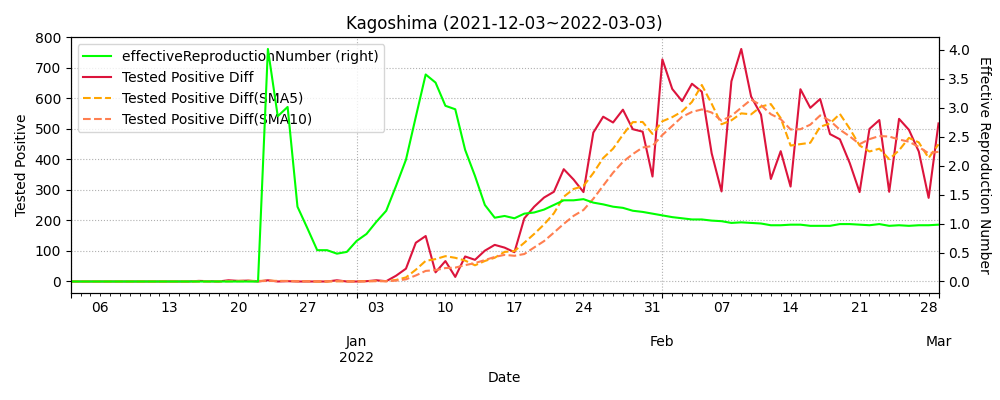 Kagoshima (2021-12-03~2022-03-03)
effectiveReproductionNumber (right)
Tested Positive Diff
Tested Positive Diff(SMA5)
Tested Positive Diff(SMA10)
Tested Positive
800
700
600
500
400
300
200
100
0
4.0
3.5
3.0
2.5
2.0
1.5
1.0
0.5
0.0
Effective Reproduction Number
06 13 20 27 03 10 17 24 31 07 14 21 28
Jan Feb Mar
2022
Date